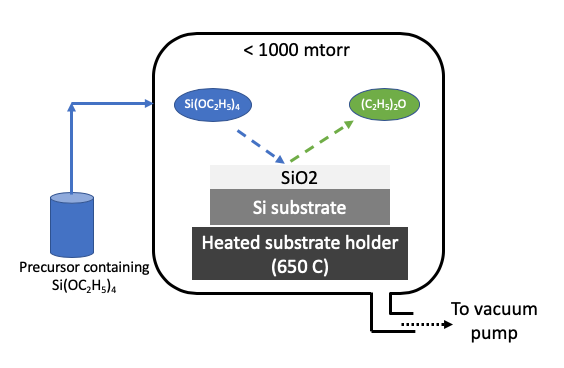 < 1000 mtorr
Si(OC₂H₅)₄
(C₂H₅)₂O
SiO2
Si substrate
Heated substrate holder
(650 C)
Precursor containing
Si(OC₂H₅)₄
To vacuum
pump